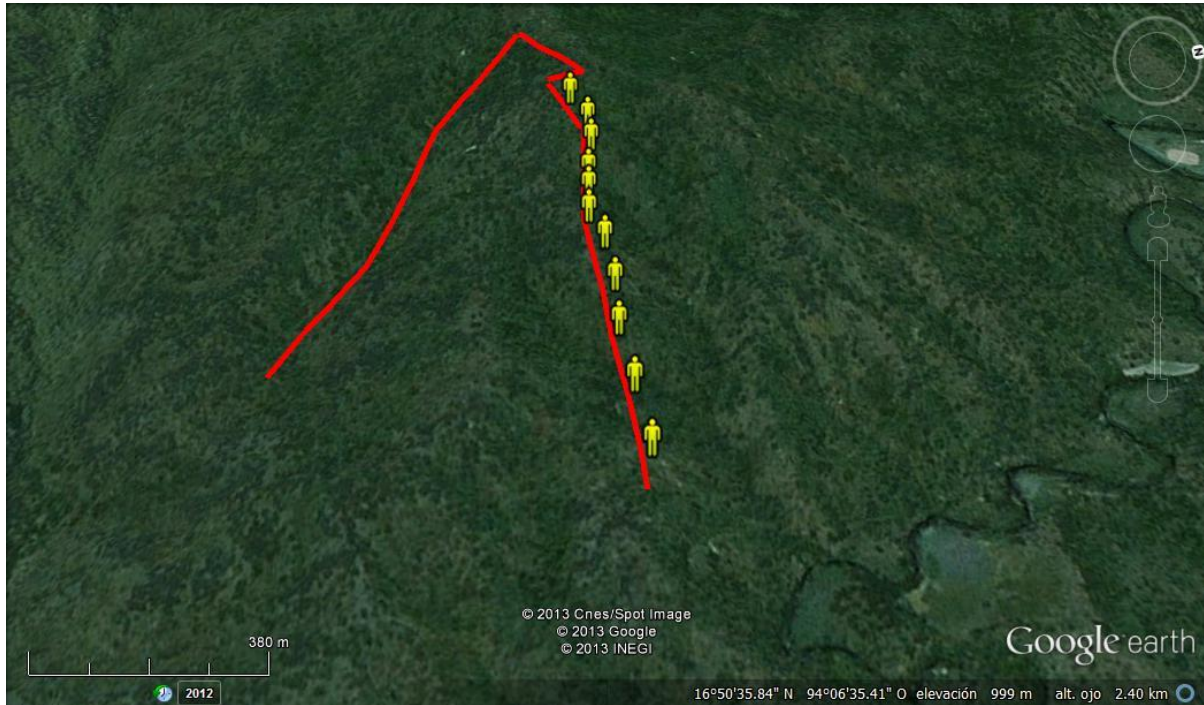 N
380 m
© 2013 Cnes/Spot Image
© 2013 Google
© 2013 INEGI
Google earth
2012
16°50'35.84" N 94°06'35.41" O elevación 999 m alt. ojo 2.40 km